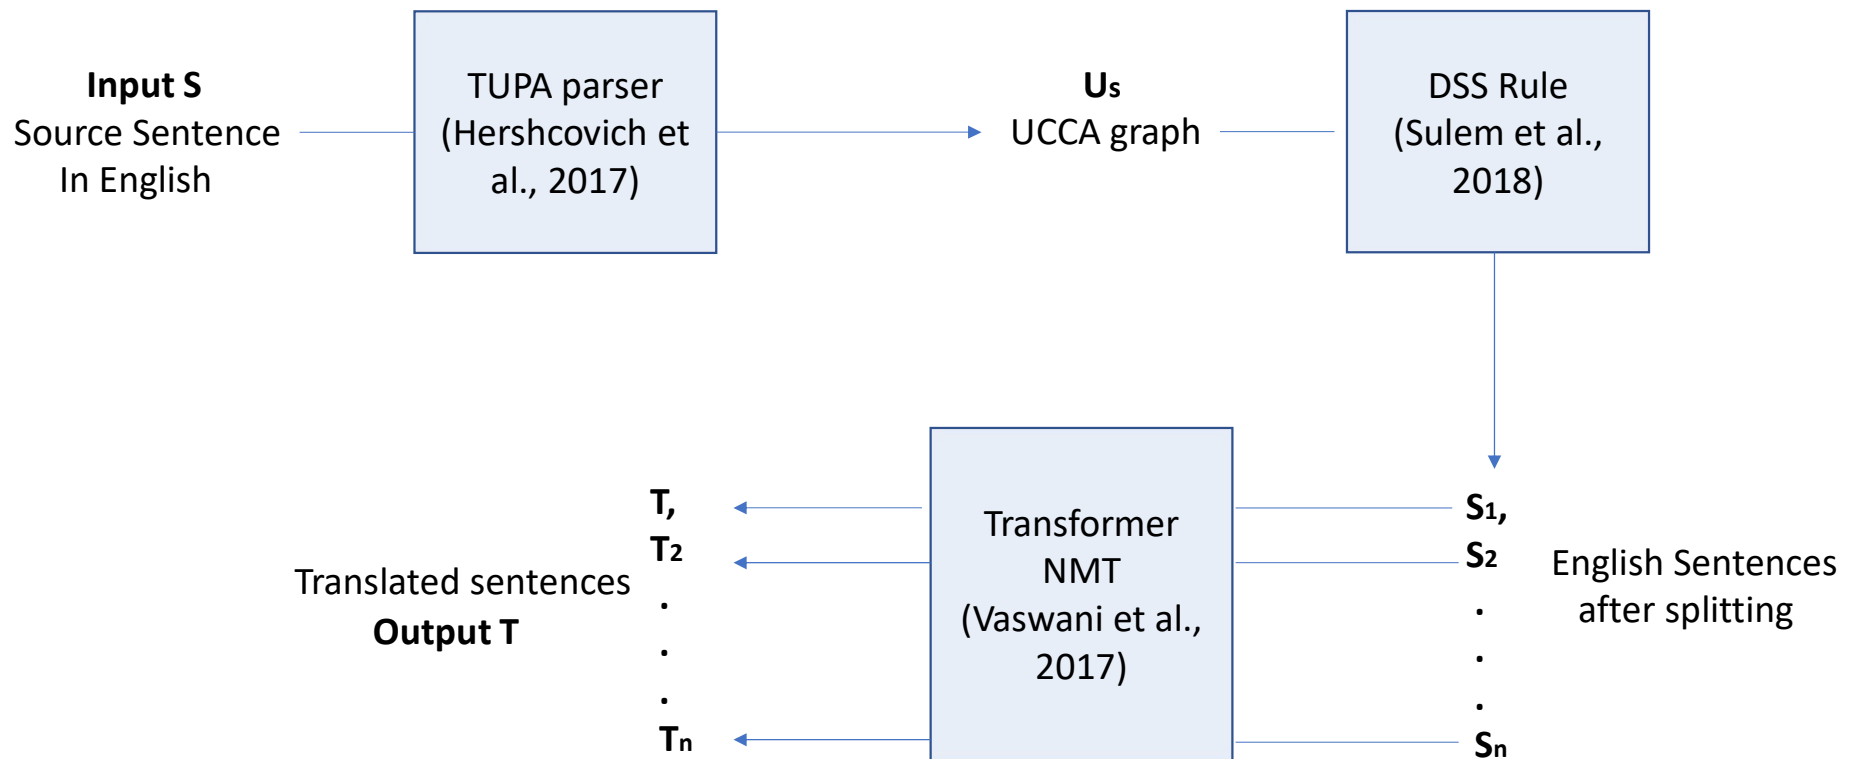 Input S
Source Sentence
In English
TUPA parser
(Hershcovich et
al., 2017)
Us
UCCA graph
DSS Rule
(Sulem et al.,
2018)
S1,
S2
.
.
.
Sn
English Sentences
after splitting
Transformer
NMT
(Vaswani et al.,
2017)
T,
T2
.
.
.
Tn
Translated sentences
Output T